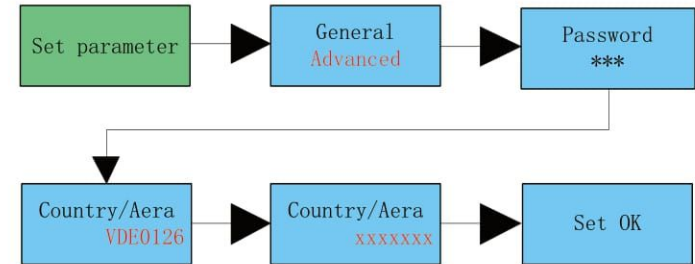 Set parameter
General
Advanced
Password
***
Country/Aera
VDE0126
Country/Aera
xxxxxxx
Set OK